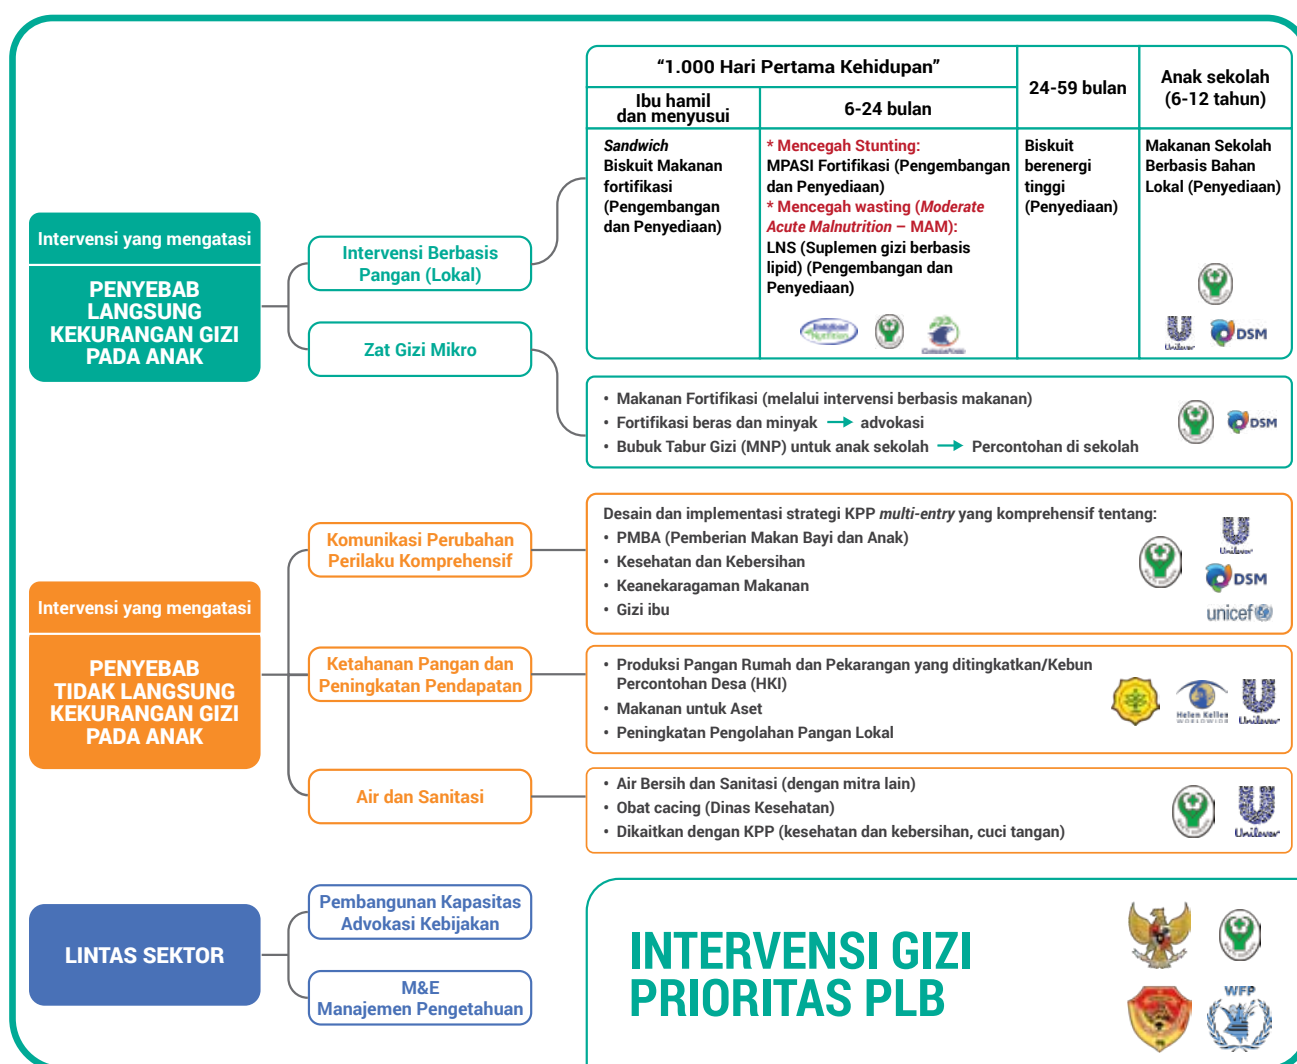 “1.000 Hari Pertama Kehidupan”
24-59 bulan
Anak sekolah
(6-12 tahun)
Ibu hamil
dan menyusui
6-24 bulan
Sandwich
Biskuit Makanan
fortifikasi
(Pengembangan
dan Penyediaan)
* Mencegah Stunting:
MPASI Fortifikasi (Pengembangan
dan Penyediaan)
* Mencegah wasting (Moderate
Acute Malnutrition – MAM):
LNS (Suplemen gizi berbasis
lipid) (Pengembangan dan
Penyediaan)
Biskuit
berenergi
tinggi
(Penyediaan)
Makanan Sekolah
Berbasis Bahan
Lokal (Penyediaan)
Unilever
DSM
Intervensi yang mengatasi
PENYEBAB
LANGSUNG
KEKURANGAN GIZI
PADA ANAK
Intervensi Berbasis
Pangan (Lokal)
Zat Gizi Mikro
• Makanan Fortifikasi (melalui intervensi berbasis makanan)
• Fortifikasi beras dan minyak → advokasi
• Bubuk Tabur Gizi (MNP) untuk anak sekolah → Percontohan di sekolah
DSM
Intervensi yang mengatasi
PENYEBAB
TIDAK LANGSUNG
KEKURANGAN GIZI
PADA ANAK
Komunikasi Perubahan
Perilaku Komprehensif
Desain dan implementasi strategi KPP multi-entry yang komprehensif tentang:
• PMBA (Pemberian Makan Bayi dan Anak)
• Kesehatan dan Kebersihan
• Keanekaragaman Makanan
• Gizi ibu
Unilever
DSM
unicef
Ketahanan Pangan dan
Peningkatan Pendapatan
• Produksi Pangan Rumah dan Pekarangan yang ditingkatkan/Kebun
Percontohan Desa (HKI)
• Makanan untuk Aset
• Peningkatan Pengolahan Pangan Lokal
Helen Keller
WORLDWIDE
Unilever
Air dan Sanitasi
• Air Bersih dan Sanitasi (dengan mitra lain)
• Obat cacing (Dinas Kesehatan)
• Dikaitkan dengan KPP (kesehatan dan kebersihan, cuci tangan)
Unilever
LINTAS SEKTOR
Pembangunan Kapasitas
Advokasi Kebijakan
M&E
Manajemen Pengetahuan
INTERVENSI GIZI
PRIORITAS PLB
WFP